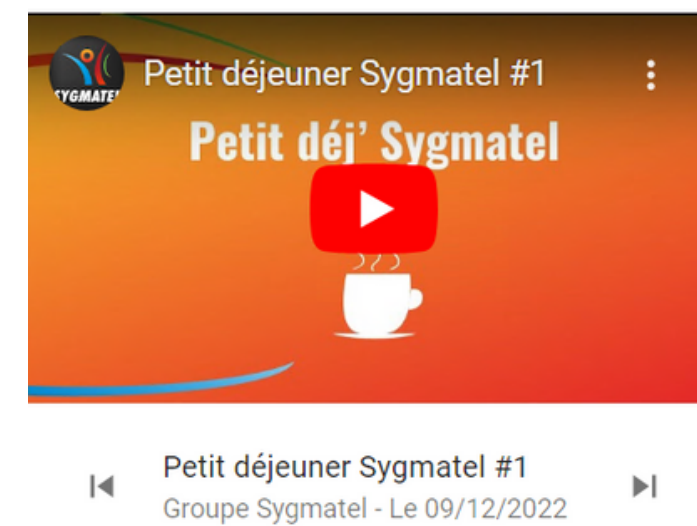 Petit déjeuner Sygmatel #1
SYGMATEL
Petit déj' Sygmatel
Petit déjeuner Sygmatel #1
Groupe Sygmatel - Le 09/12/2022